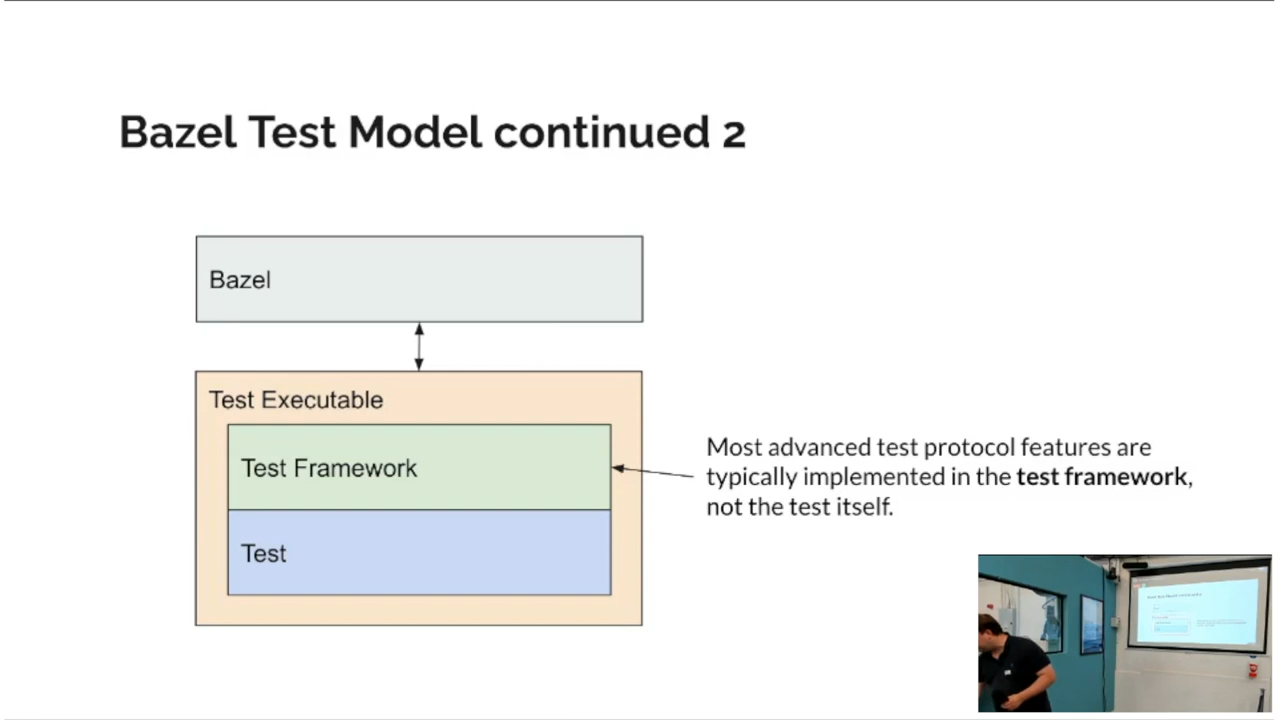 Bazel Test Model continued 2
Bazel
Test Executable
Test Framework
Test
Most advanced test protocol features are
typically implemented in the test framework,
not the test itself.